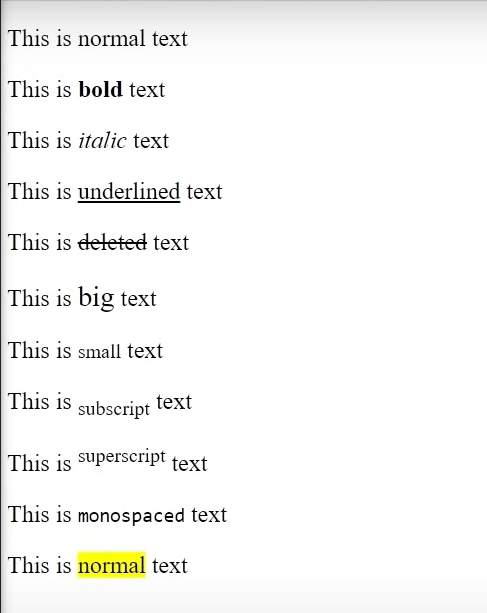 This is normal text
This is bold text
This is italic text
This is underlined text
This is deleted text
This is big text
This is small text
This is subscript text
This is superscript text
This is monospaced text
This is normal text